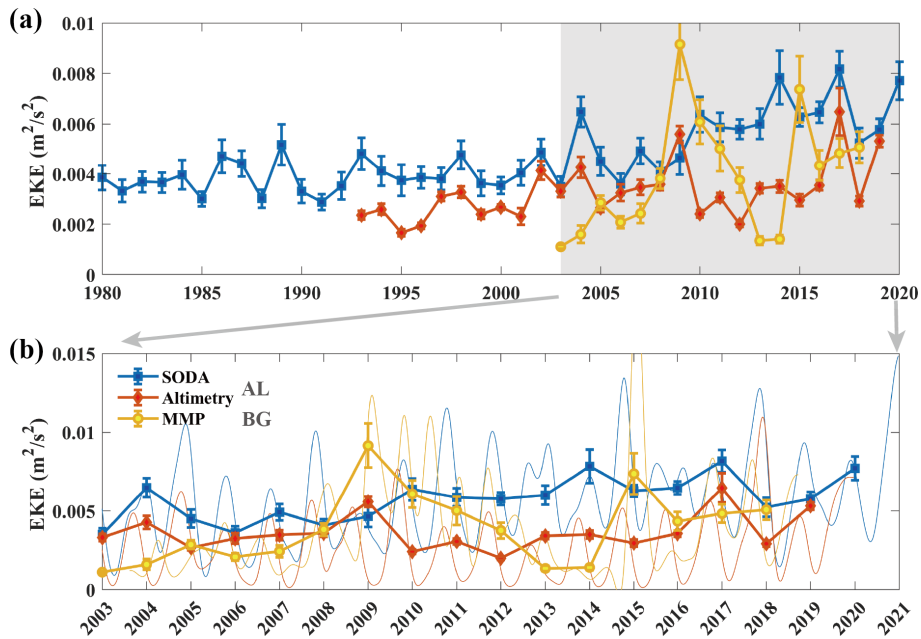 (a)
0.01
0.008
0.006
0.004
0.002
0
EKE (m²/s²)
1980 1985 1990 1995 2000 2005 2010 2015 2020
(b)
0.015
0.01
0.005
0
EKE (m²/s²)
SODA
Altimetry AL
MMP BG
2003 2004 2005 2006 2007 2008 2009 2010 2011 2012 2013 2014 2015 2016 2017 2018 2019 2020 2021